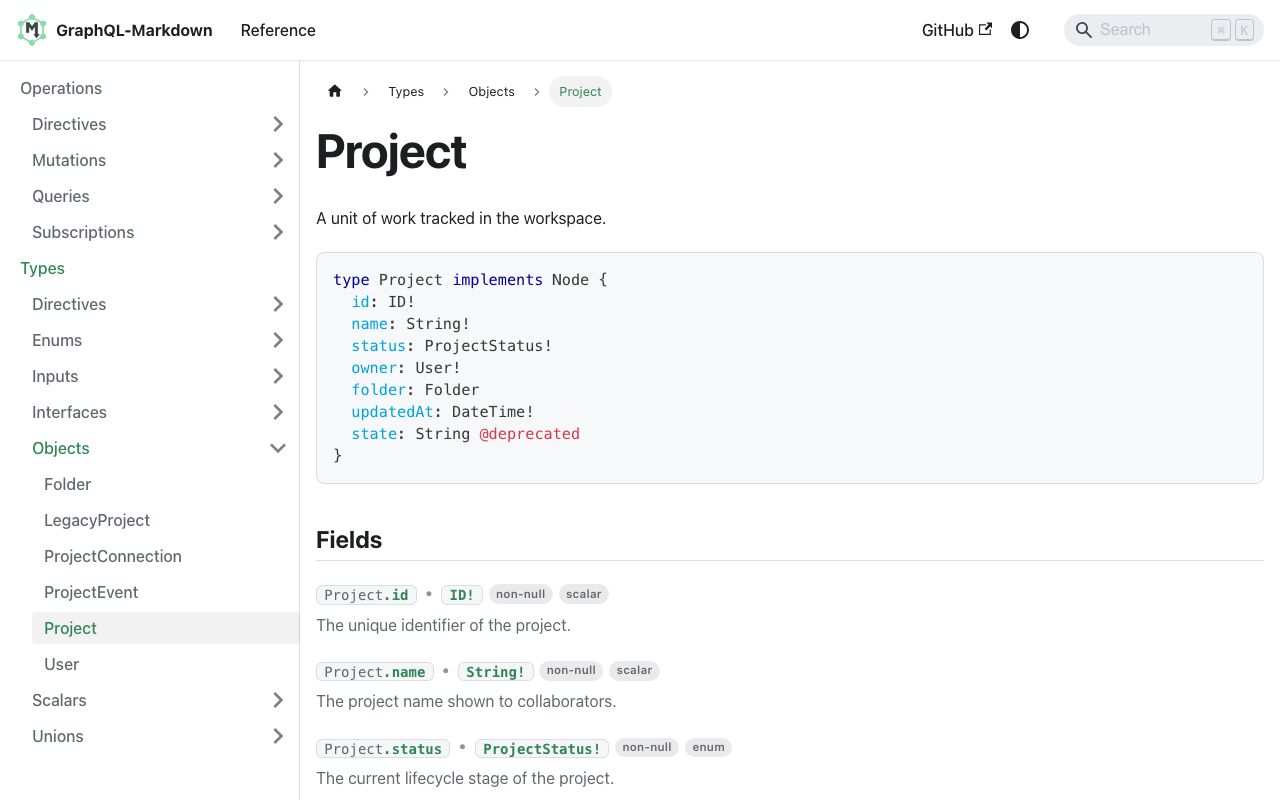 GraphQL-Markdown Reference GitHub Search ⌘ K
Operations
Directives
Mutations
Queries
Subscriptions
Types
Directives
Enums
Inputs
Interfaces
Objects
Folder
LegacyProject
ProjectConnection
ProjectEvent
Project
User
Scalars
Unions
Types Objects Project
Project
A unit of work tracked in the workspace.
type Project implements Node {
  id: ID!
  name: String!
  status: ProjectStatus!
  owner: User!
  folder: Folder
  updatedAt: DateTime!
  state: String @deprecated
}
Fields
Project.id • ID! non-null scalar
The unique identifier of the project.
Project.name • String! non-null scalar
The project name shown to collaborators.
Project.status • ProjectStatus! non-null enum
The current lifecycle stage of the project.